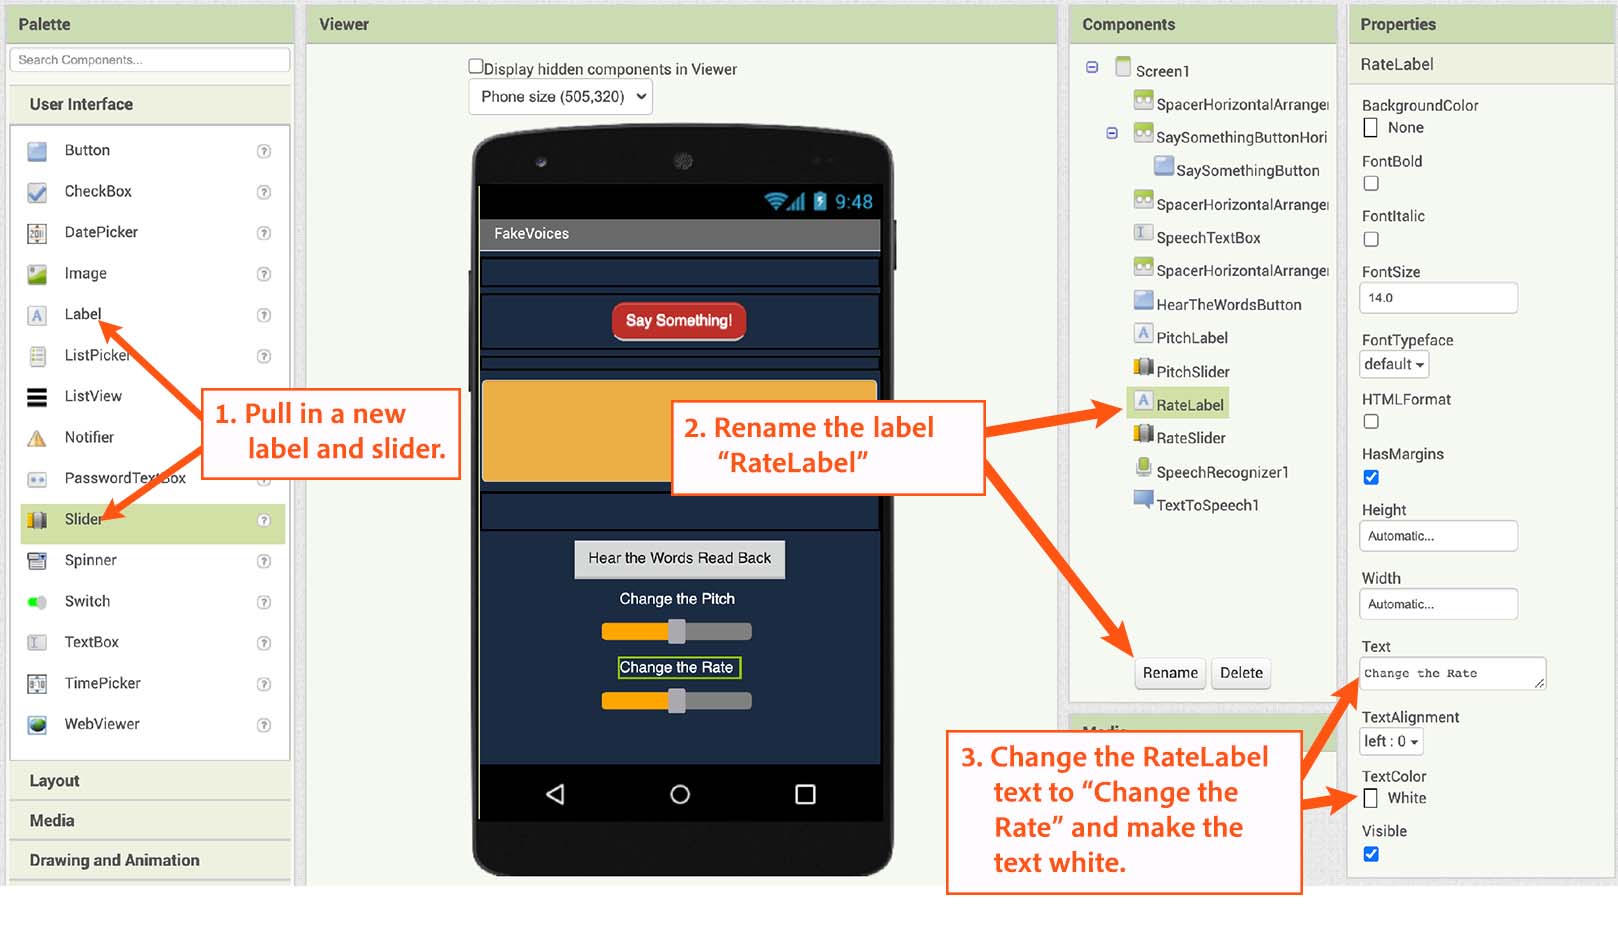 Palette
Search Components...
User Interface
Button
CheckBox
DatePicker
Image
Label
ListPicker
ListView
Notifier
PasswordTextBox
Slider
Spinner
Switch
TextBox
TimePicker
WebViewer
Layout
Media
Drawing and Animation
1. Pull in a new
label and slider.
Viewer
Display hidden components in Viewer
Phone size (505,320)
9:48
FakeVoices
Say Something!
Hear the Words Read Back
Change the Pitch
Change the Rate
2. Rename the label
“RateLabel”
Components
Screen1
SpacerHorizontalArranger
SaySomethingButtonHori
SaySomethingButton
SpacerHorizontalArranger
SpeechTextBox
SpacerHorizontalArranger
HearTheWordsButton
PitchLabel
PitchSlider
RateLabel
RateSlider
SpeechRecognizer1
TextToSpeech1
Rename
Delete
3. Change the RateLabel
text to “Change the
Rate” and make the
text white.
Properties
RateLabel
BackgroundColor
None
FontBold
FontItalic
FontSize
14.0
FontTypeface
default
HTMLFormat
HasMargins
Height
Automatic...
Width
Automatic...
Text
Change the Rate
TextAlignment
left : 0
TextColor
White
Visible